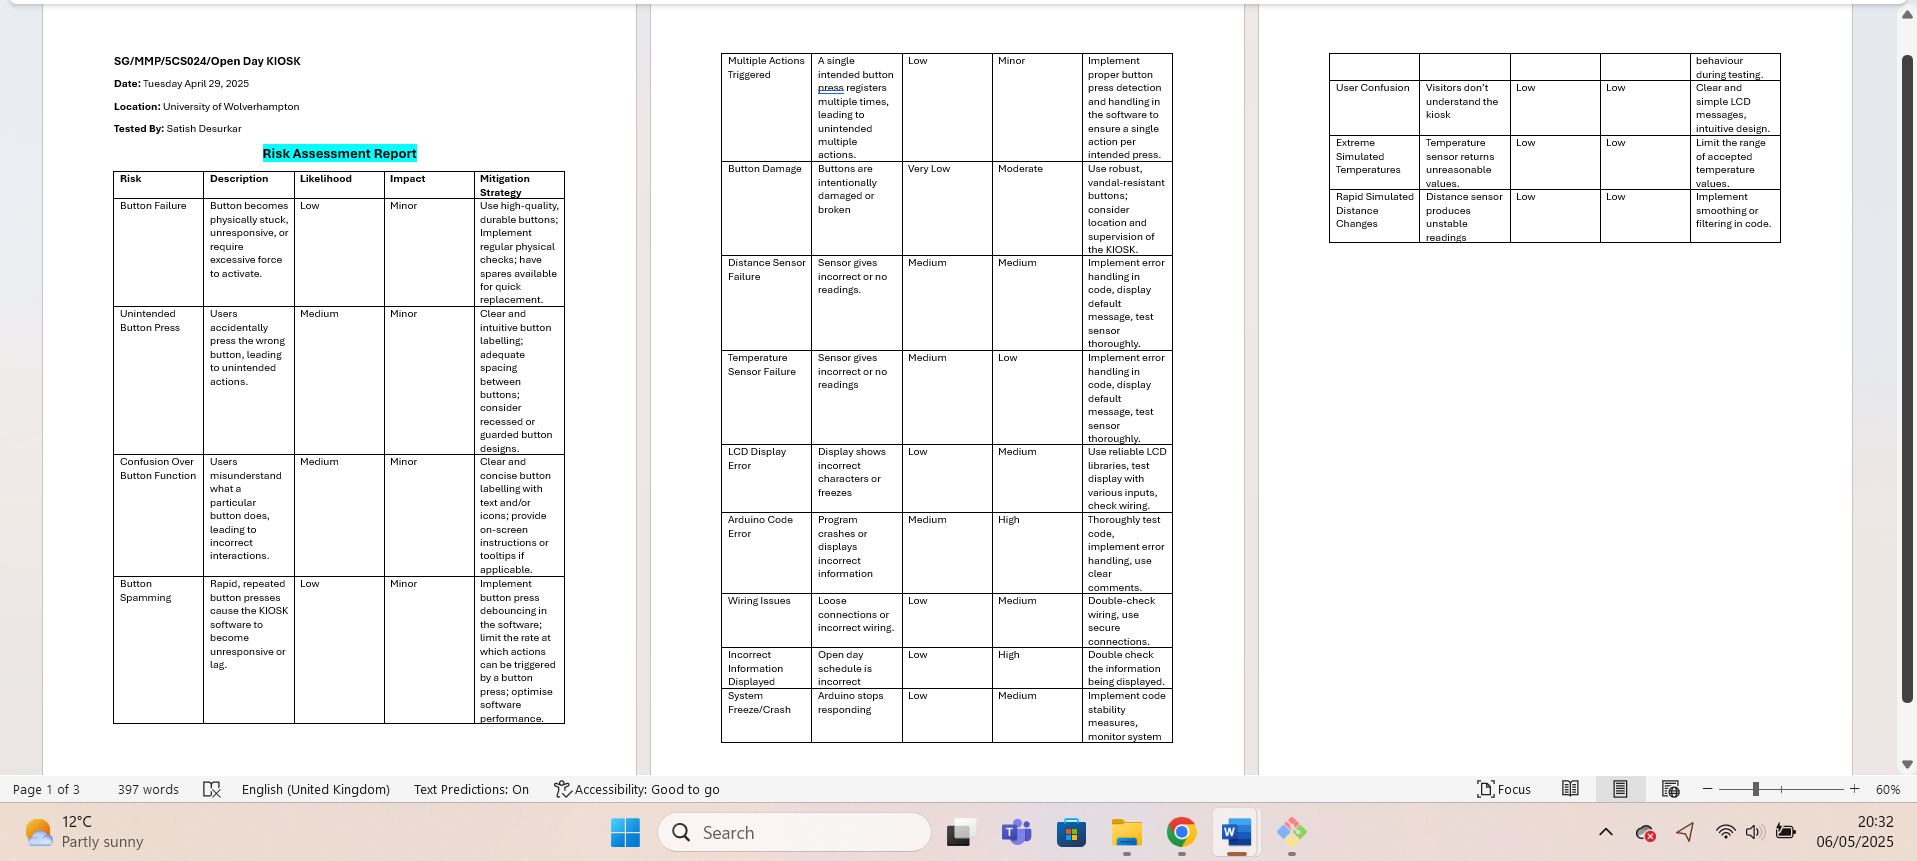 SG/MMP/5CS024/Open Day KIOSK
Date: Tuesday April 29, 2025
Location: University of Wolverhampton
Tested By: Satish Desurkar
Risk Assessment Report
Risk Description Likelihood Impact Mitigation
Strategy
Button Failure Button becomes Low Minor Use high-quality,
physically stuck, durable buttons;
unresponsive, or Implement
require regular physical
excessive force checks; have
to activate. spares available
for quick
replacement.
Unintended Users Medium Minor Clear and
Button Press accidentally intuitive button
press the wrong labelling;
button, leading adequate
to unintended spacing
actions. between
buttons;
consider
recessed or
guarded button
designs.
Confusion Over Users Medium Minor Clear and
Button Function misunderstand concise button
what a labelling with
particular text and/or
button does, icons; provide
leading to on-screen
incorrect instructions or
interactions. tooltips if
applicable.
Button Rapid, repeated Low Minor Implement
Spamming button presses button press
cause the KIOSK debouncing in
software to the software;
become limit the rate at
unresponsive or which actions
lag. can be triggered
by a button
press; optimise
software
performance.
Multiple Actions A single Low Minor Implement
Triggered intended button proper button
press registers press detection
multiple times, and handling in
leading to the software to
unintended ensure a single
multiple action per
actions. intended press.
Button Damage Buttons are Very Low Moderate Use robust,
intentionally vandal-resistant
damaged or buttons;
broken consider
location and
supervision of
the KIOSK.
Distance Sensor Sensor gives Medium Medium Implement error
Failure incorrect or no handling in
readings. code, display
default
message, test
sensor
thoroughly.
Temperature Sensor gives Medium Low Implement error
Sensor Failure incorrect or no handling in
readings code, display
default
message, test
sensor
thoroughly.
LCD Display Display shows Low Medium Use reliable LCD
Error incorrect libraries, test
characters or display with
freezes various inputs,
check wiring.
Arduino Code Program Medium High Thoroughly test
Error crashes or code,
displays implement error
incorrect handling, use
information clear
comments.
Wiring Issues Loose Low Medium Double-check
connections or wiring, use
incorrect wiring. secure
connections.
Incorrect Open day Low High Double check
Information schedule is the information
Displayed incorrect being displayed.
System Arduino stops Low Medium Implement code
Freeze/Crash responding stability
measures,
monitor system
behaviour
during testing.
User Confusion Visitors don't Low Low Clear and
understand the simple LCD
kiosk messages,
intuitive design.
Extreme Temperature Low Low Limit the range
Simulated sensor returns of accepted
Temperatures unreasonable temperature
values. values.
Rapid Simulated Distance sensor Low Low Implement
Distance produces smoothing or
Changes unstable filtering in code.
readings
Page 1 of 3 397 words English (United Kingdom) Text Predictions: On Accessibility: Good to go Focus 60%
12°C
Partly sunny
Search
20:32
06/05/2025